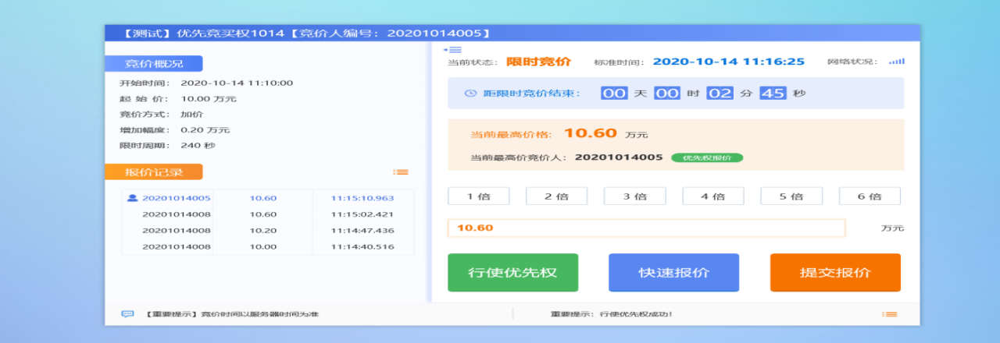 【测试】优先竞买权1014【竞价人编号：20201014005】
竞价概况
开始时间： 2020-10-14 11:10:00
起 始 价： 10.00 万元
竞价方式： 加价
增加幅度： 0.20 万元
限时周期： 240 秒
报价记录
20201014005 10.60 11:15:10.963
20201014008 10.60 11:15:02.421
20201014008 10.20 11:14:47.436
20201014008 10.00 11:14:40.516
当前状态： 限时竞价 标准时间： 2020-10-14 11:16:25 网络状况：
距限时竞价结束： 00 天 00 时 02 分 45 秒
当前最高价格： 10.60 万元
当前最高价竞价人： 20201014005 优先权报价
1 倍 2 倍 3 倍 4 倍 5 倍 6 倍
10.60 万元
行使优先权 快速报价 提交报价
【重要提示】竞价时间以服务器时间为准 重要提示：行使优先权成功！